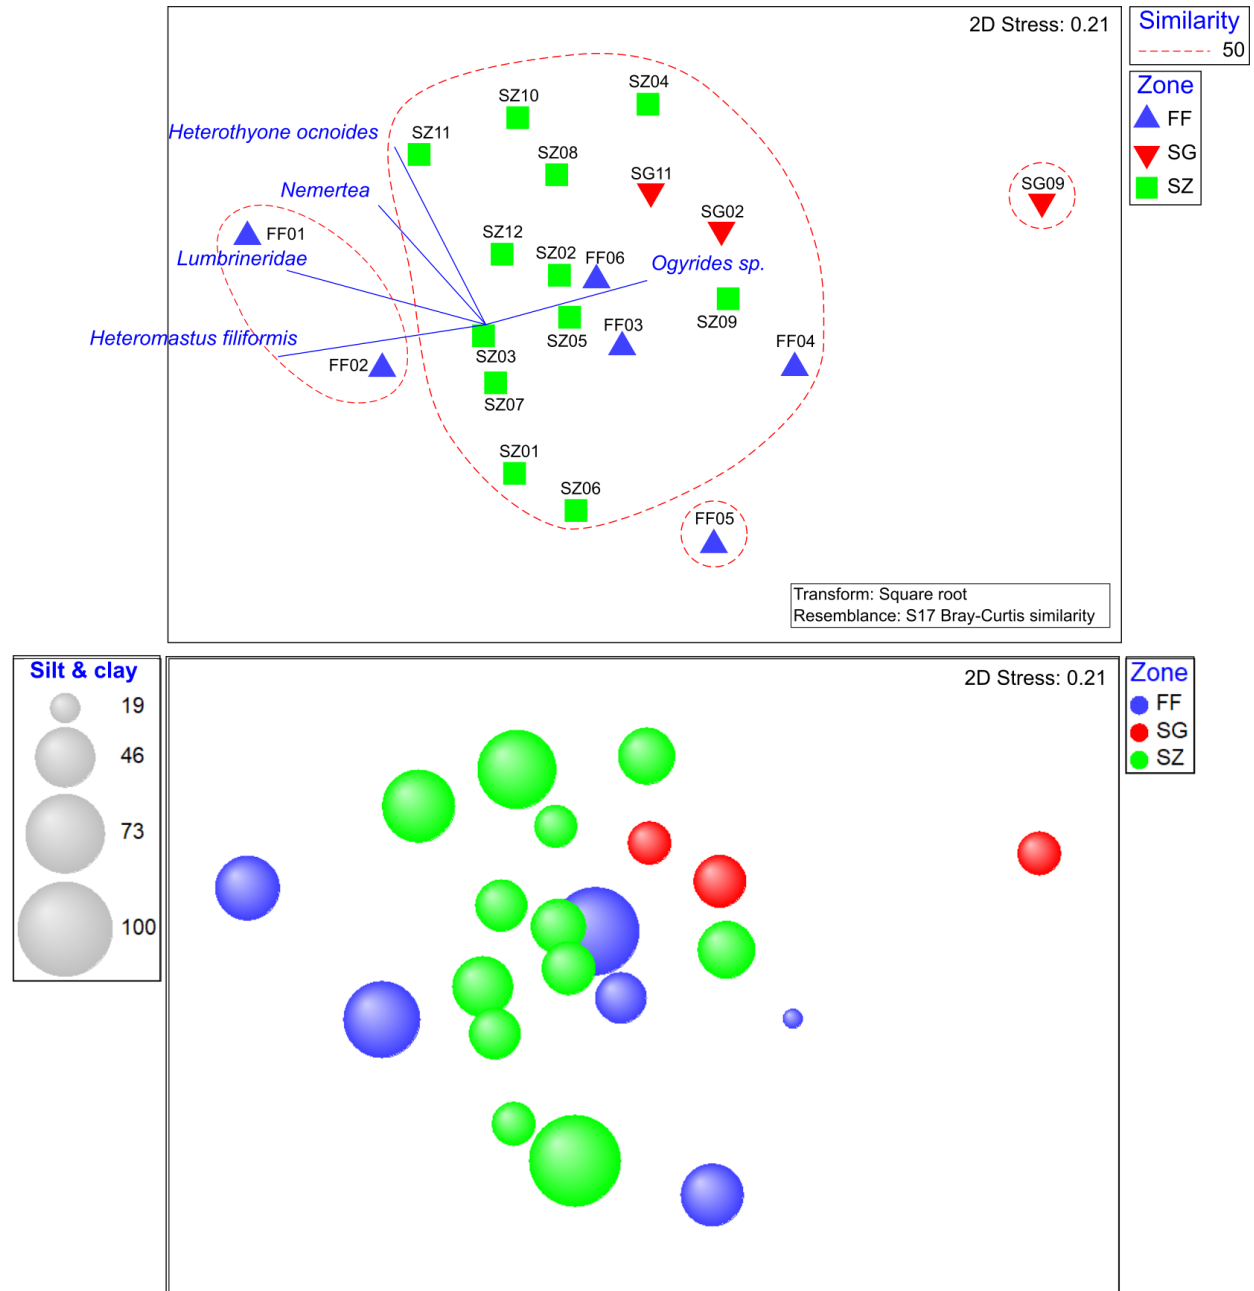 2D Stress: 0.21
Similarity
50
Zone
FF
SG
SZ
SZ04
SZ10
SZ11
Heterothyone ocnoides
SZ08
SG11
SG09
Nemertea
SG02
FF01
SZ12
SZ02
FF06
Ogyrides sp.
Lumbrineridae
SZ09
SZ05
FF03
Heteromastus filiformis
FF04
SZ03
FF02
SZ07
SZ01
SZ06
FF05
Transform: Square root
Resemblance: S17 Bray-Curtis similarity
Silt & clay
19
46
73
100
2D Stress: 0.21
Zone
FF
SG
SZ